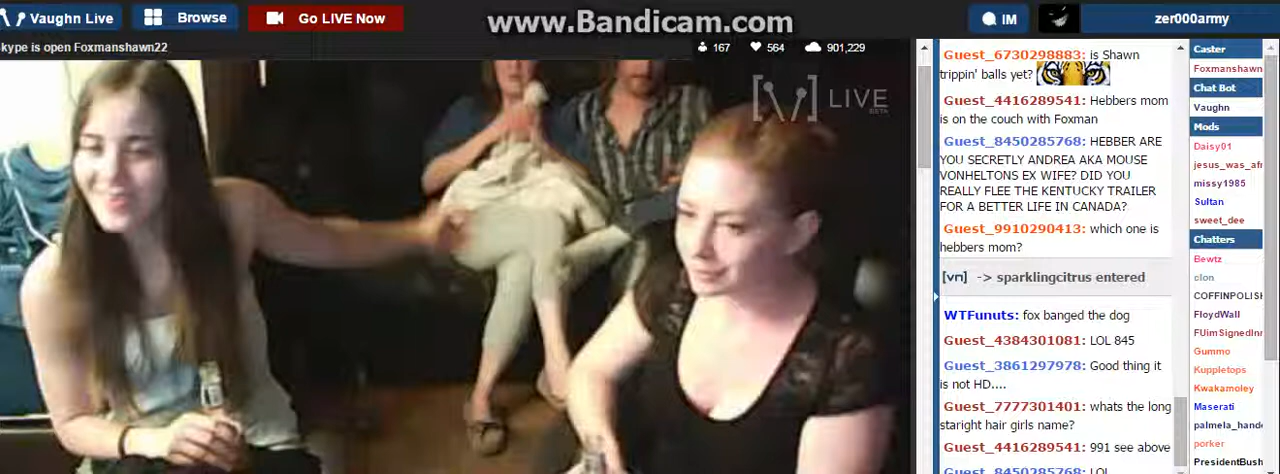 Vaughn Live
Browse
Go LIVE Now
www.Bandicam.com
IM
zer000army
kype is open Foxmanshawn22
167
564
901,229
LIVE
BETA
Guest_6730298883: is Shawn
trippin' balls yet?
Guest_4416289541: Hebbers mom
is on the couch with Foxman
Guest_8450285768: HEBBER ARE
YOU SECRETLY ANDREA AKA MOUSE
VONHELTONS EX WIFE? DID YOU
REALLY FLEE THE KENTUCKY TRAILER
FOR A BETTER LIFE IN CANADA?
Guest_9910290413: which one is
hebbers mom?
[vn] -> sparklingcitrus entered
WTFunuts: fox banged the dog
Guest_4384301081: LOL 845
Guest_3861297978: Good thing it
is not HD....
Guest_7777301401: whats the long
staright hair girls name?
Guest_4416289541: 991 see above
Guest_8450285768: LOL
Caster
Foxmanshawn
Chat Bot
Vaughn
Mods
Daisy01
jesus_was_afr
missy1985
Sultan
sweet_dee
Chatters
Bewtz
clon
COFFINPOLISH
FloydWall
FUimSignedInn
Gummo
Kuppletops
Kwakamoley
Maserati
palmela_hande
porker
PresidentBush